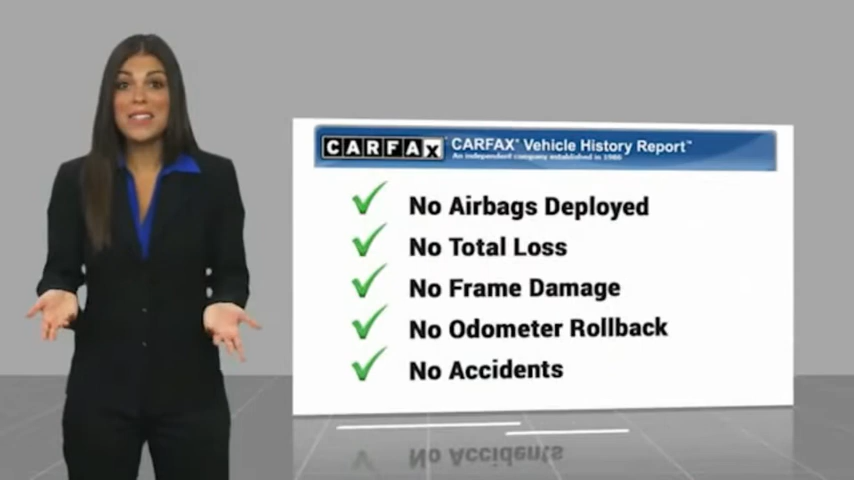 CARFAX CARFAX® Vehicle History Report™
An independent company established in 1986
No Airbags Deployed
No Total Loss
No Frame Damage
No Odometer Rollback
No Accidents
No Accidents